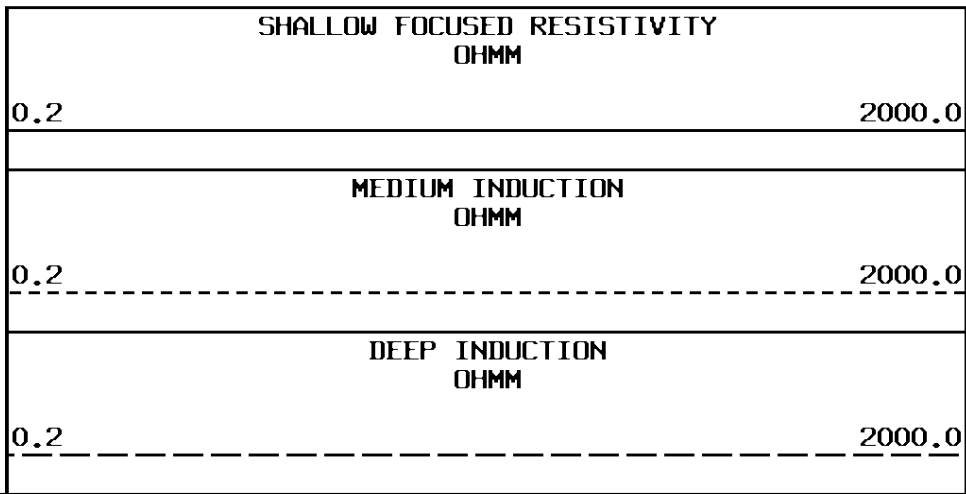 SHALLOW FOCUSED RESISTIVITY
OHMM
0.2 2000.0
MEDIUM INDUCTION
OHMM
0.2 2000.0
DEEP INDUCTION
OHMM
0.2 2000.0